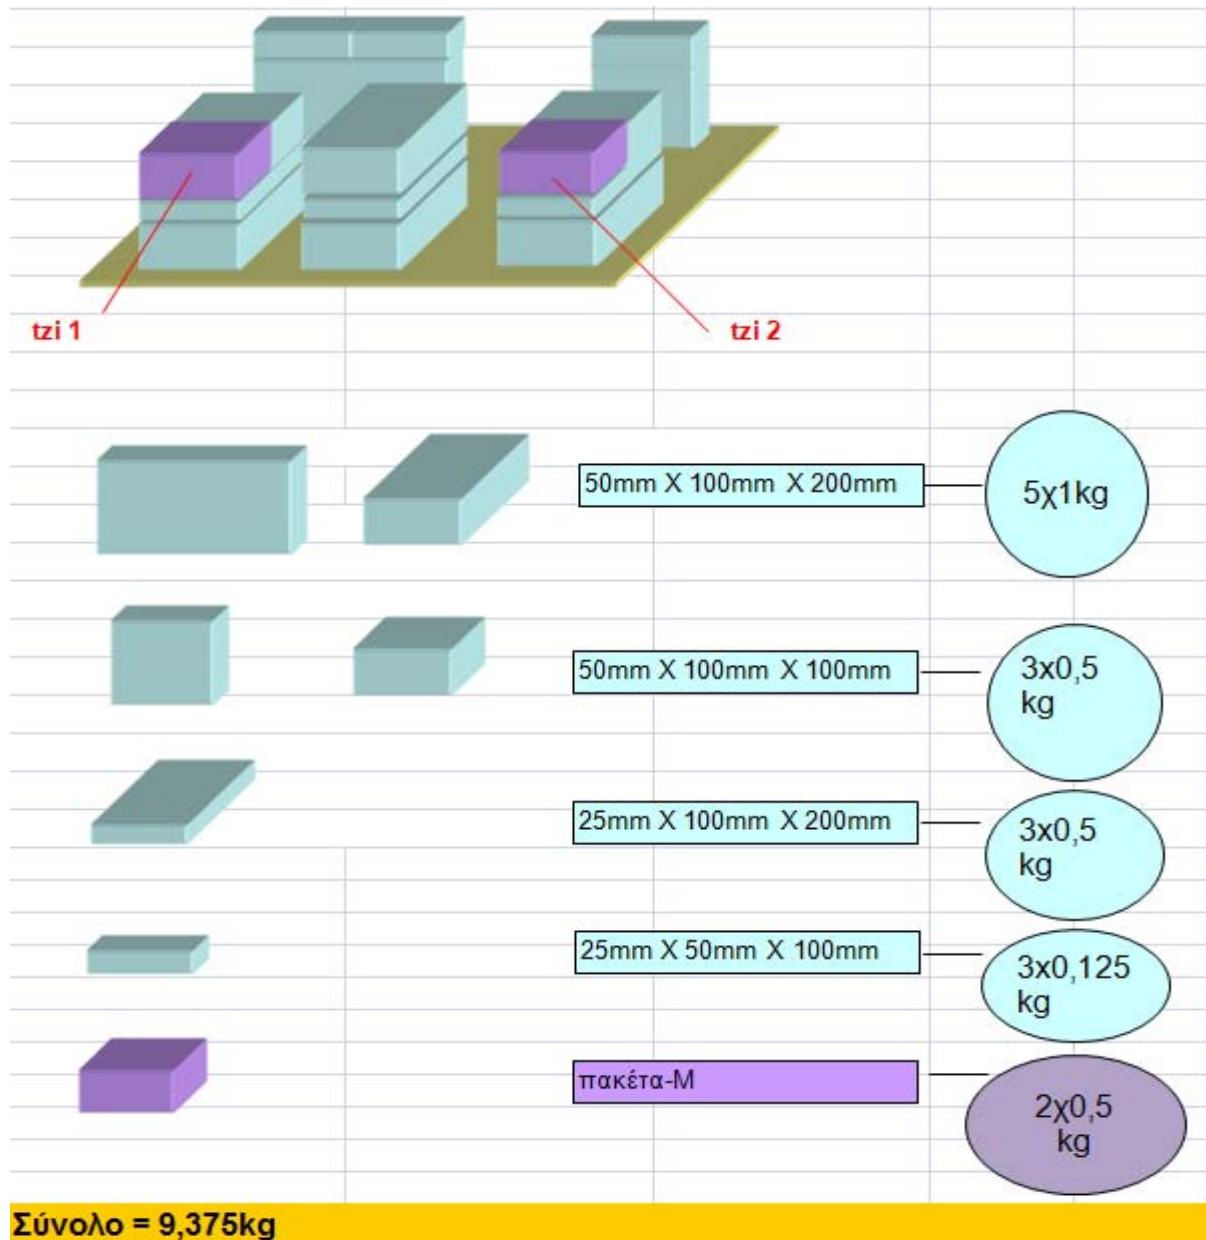 tzi 1
tzi 2
50mm X 100mm X 200mm
5χ1kg
50mm X 100mm X 100mm
3x0,5
kg
25mm X 100mm X 200mm
3x0,5
kg
25mm X 50mm X 100mm
3x0,125
kg
πακέτα-Μ
2χ0,5
kg
Σύνολο = 9,375kg